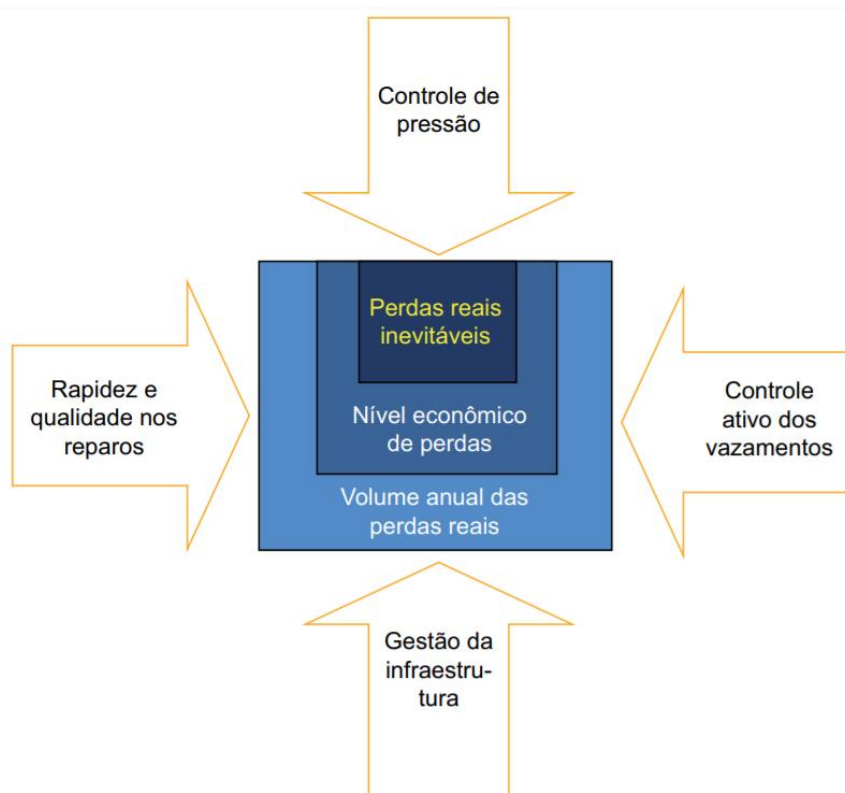 Controle de
pressão
Perdas reais
inevitáveis
Rapidez e
qualidade nos
reparos
Nível econômico
de perdas
Controle
ativo dos
vazamentos
Volume anual das
perdas reais
Gestão da
infraestru-
tura